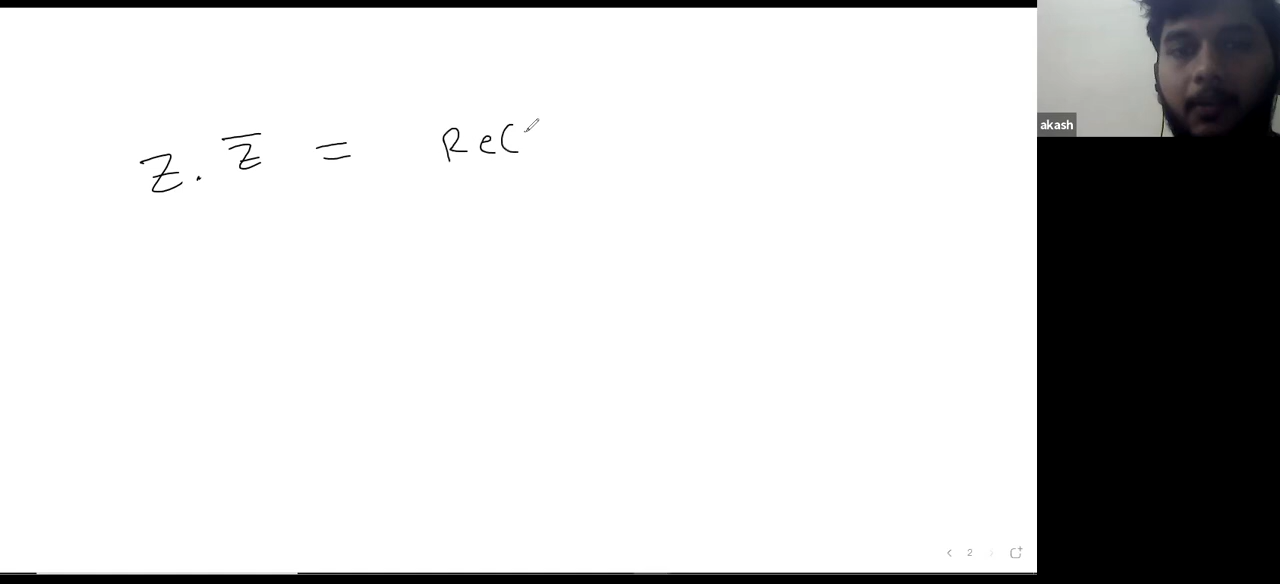 Z . z̅ = Re(
akash
2